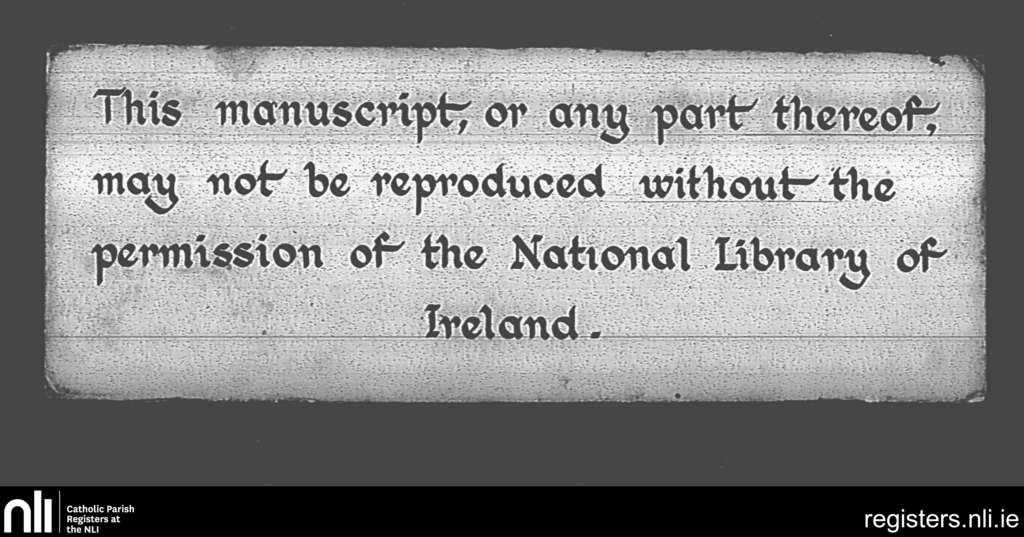 This manuscript, or any part thereof,
may not be reproduced without the
permission of the National Library of
Ireland.
nli
Catholic Parish
Registers at
the NLI
registers.nli.ie